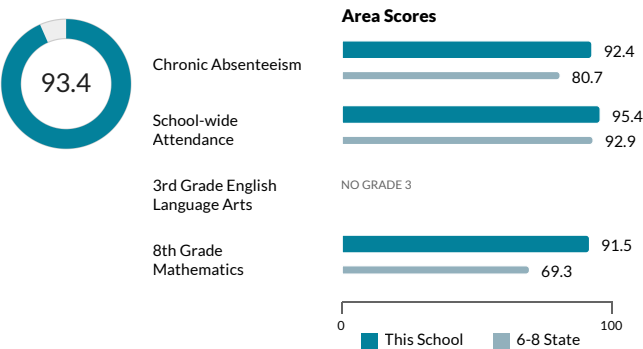 Area Scores
93.4
Chronic Absenteeism
92.4
80.7
School-wide
Attendance
95.4
92.9
3rd Grade English
Language Arts
NO GRADE 3
8th Grade
Mathematics
91.5
69.3
0
100
This School
6-8 State